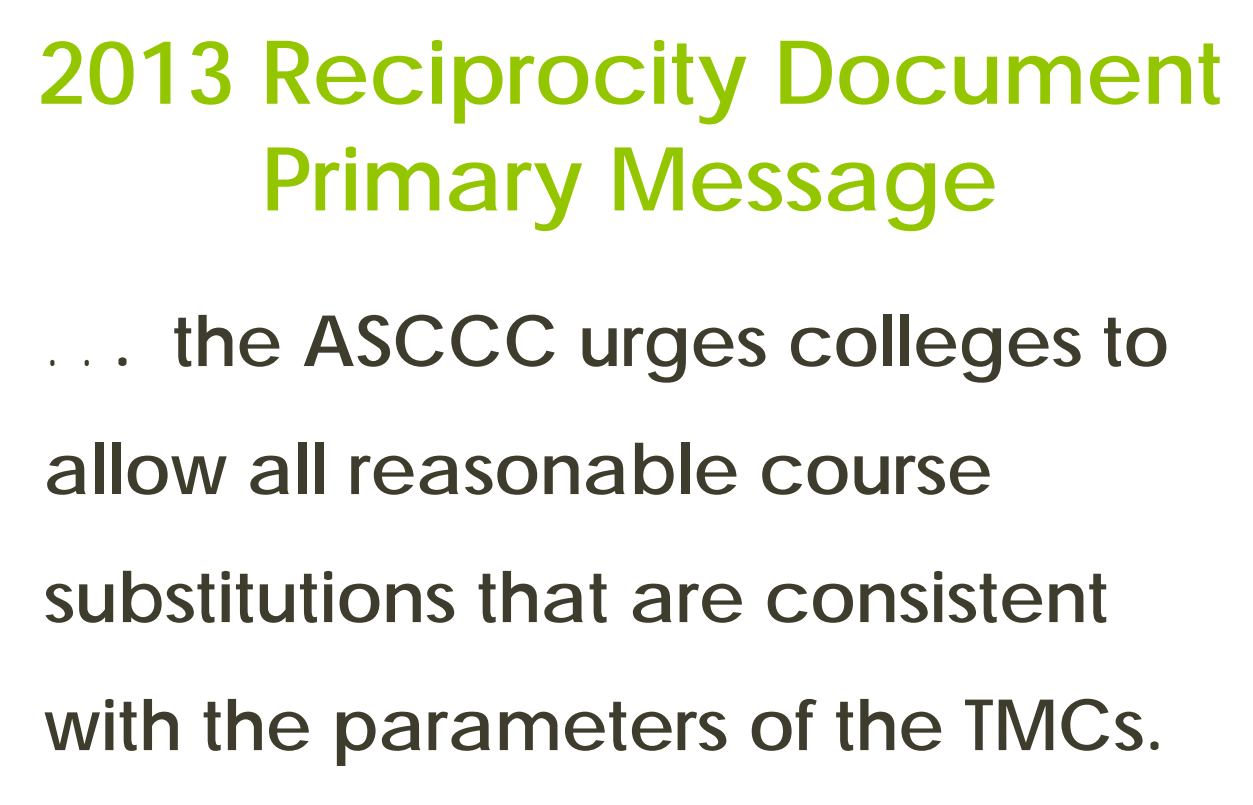 2013 Reciprocity Document
Primary Message
. . . the ASCCC urges colleges to
allow all reasonable course
substitutions that are consistent
with the parameters of the TMCs.